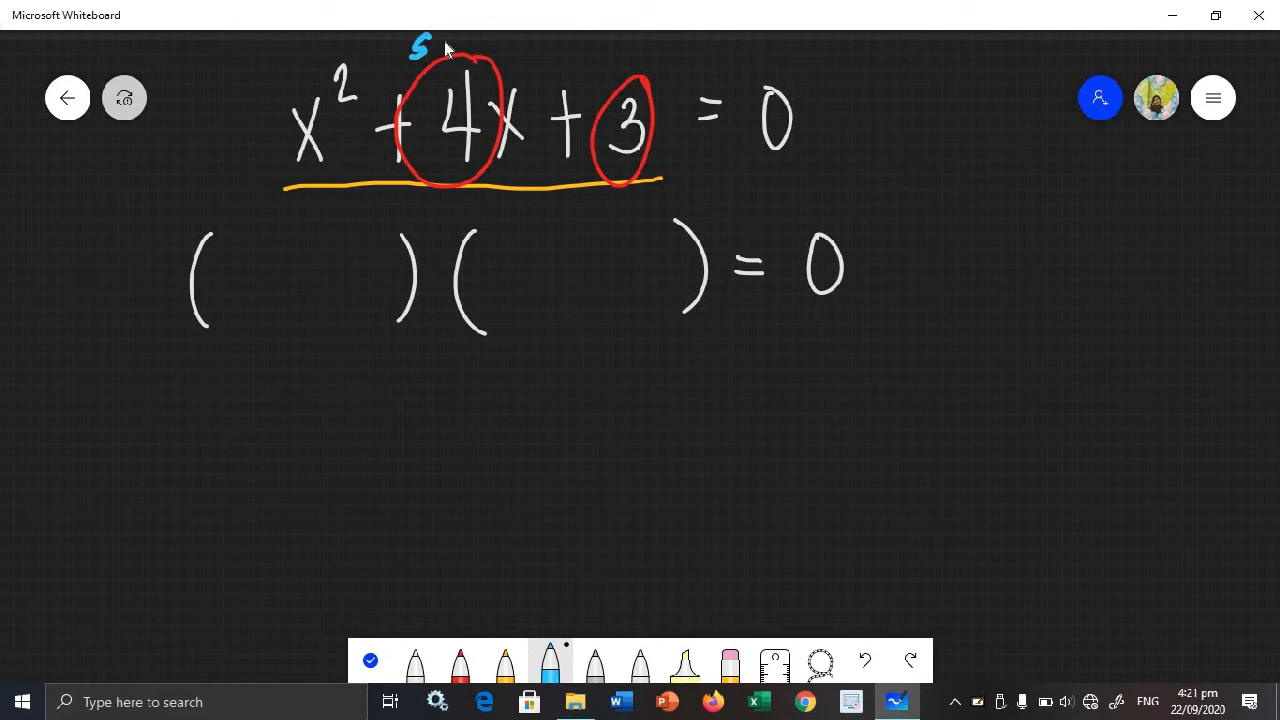 Microsoft Whiteboard
s
x² + 4x + 3 = 0
( ) ( ) = 0
Type here to search
ENG
4:21 pm
22/09/2020